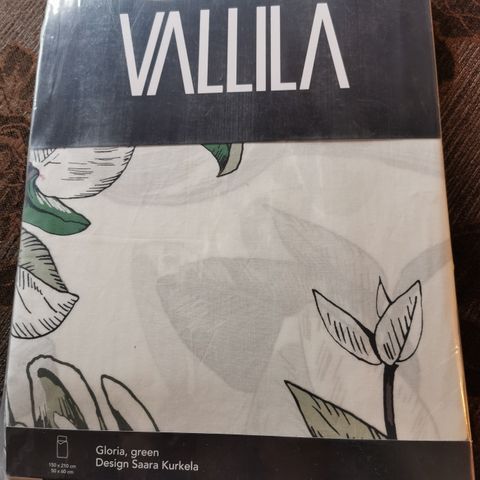 VALLILA
Gloria, green
Design Saara Kurkela
150 x 210 cm
50 x 60 cm